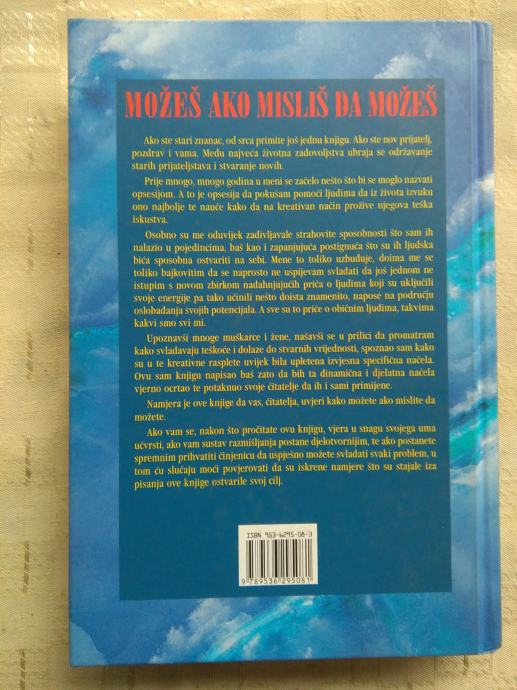 MOŽEŠ AKO MISLIŠ DA MOŽEŠ
Ako ste stari znanac, od srca primite još jednu knjigu. Ako ste nov prijatelj,
pozdrav i vama. Među najveća životna zadovoljstva ubraja se održavanje
starih prijateljstava i stvaranje novih.
Prije mnogo, mnogo godina u meni se začelo nešto što bi se moglo nazvati
opsesijom. A to je opsesija da pokušam pomoći ljudima da iz života izvuku
ono najbolje te nauče kako da na kreativan način prožive njegova teška
iskustva.
Osobno su me oduvijek zadivljavale strahovite sposobnosti što sam ih
nalazio u pojedincima, baš kao i zapanjujuća postignuća što su ih ljudska
bića sposobna ostvariti na sebi. Mene to toliko uzbuđuje, doima me se
toliko bajkovitim da se naprosto ne uspijevam svladati da još jednom ne
istupim s novom zbirkom nadahnjujućih priča o ljudima koji su uključili
svoje energije pa tako učinili nešto doista znamenito, napose na području
oslobađanja svojih potencijala. A sve su to priče o običnim ljudima, takvima
kakvi smo svi mi.
Upoznavši mnoge muškarce i žene, našavši se u prilici da promatram
kako svladavaju teškoće i dolaze do stvarnih vrijednosti, spoznao sam kako
su u te kreativne rasplete uvijek bila upletena izvjesna specifična načela.
Ovu sam knjigu napisao baš zato da bih ta dinamična i djelatna načela
vjerno ocrtao te potaknuo svoje čitatelje da ih i sami primijene.
Namjera je ove knjige da vas, čitatelja, uvjeri kako možete ako mislite da
možete.
Ako vam se, nakon što pročitate ovu knjigu, vjera u snagu svojega uma
učvrsti, ako vam sustav razmišljanja postane djelotvornijim, te ako postanete
spremnim prihvatiti činjenicu da uspješno možete svladati svaki problem, u
tom ću slučaju moći povjerovati da su iskrene namjere što su stajale iza
pisanja ove knjige ostvarile svoj cilj.
ISBN 953-6295-08-3
9 789536 295081